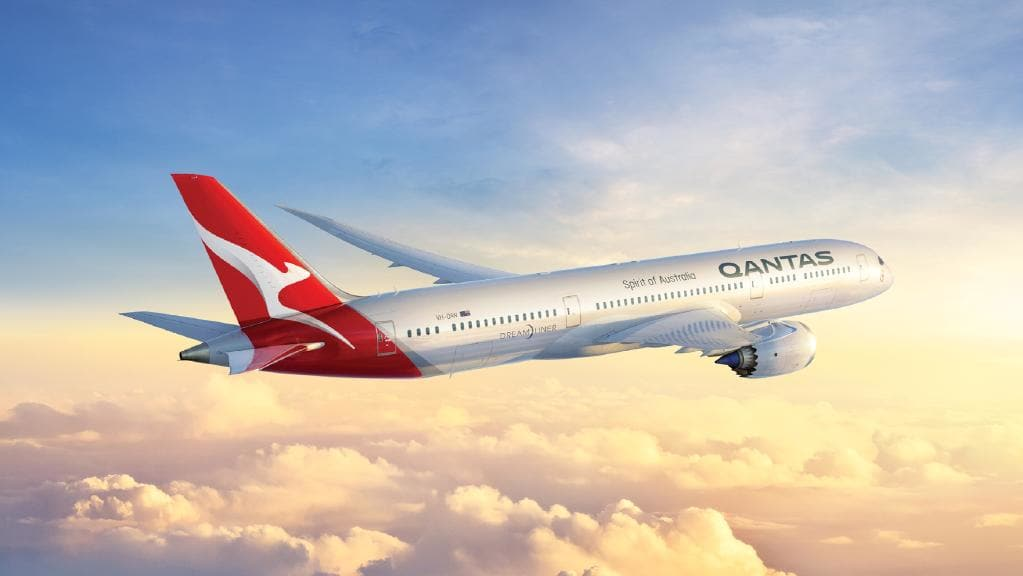 QANTAS
Spirit of Australia
DREAMLINER